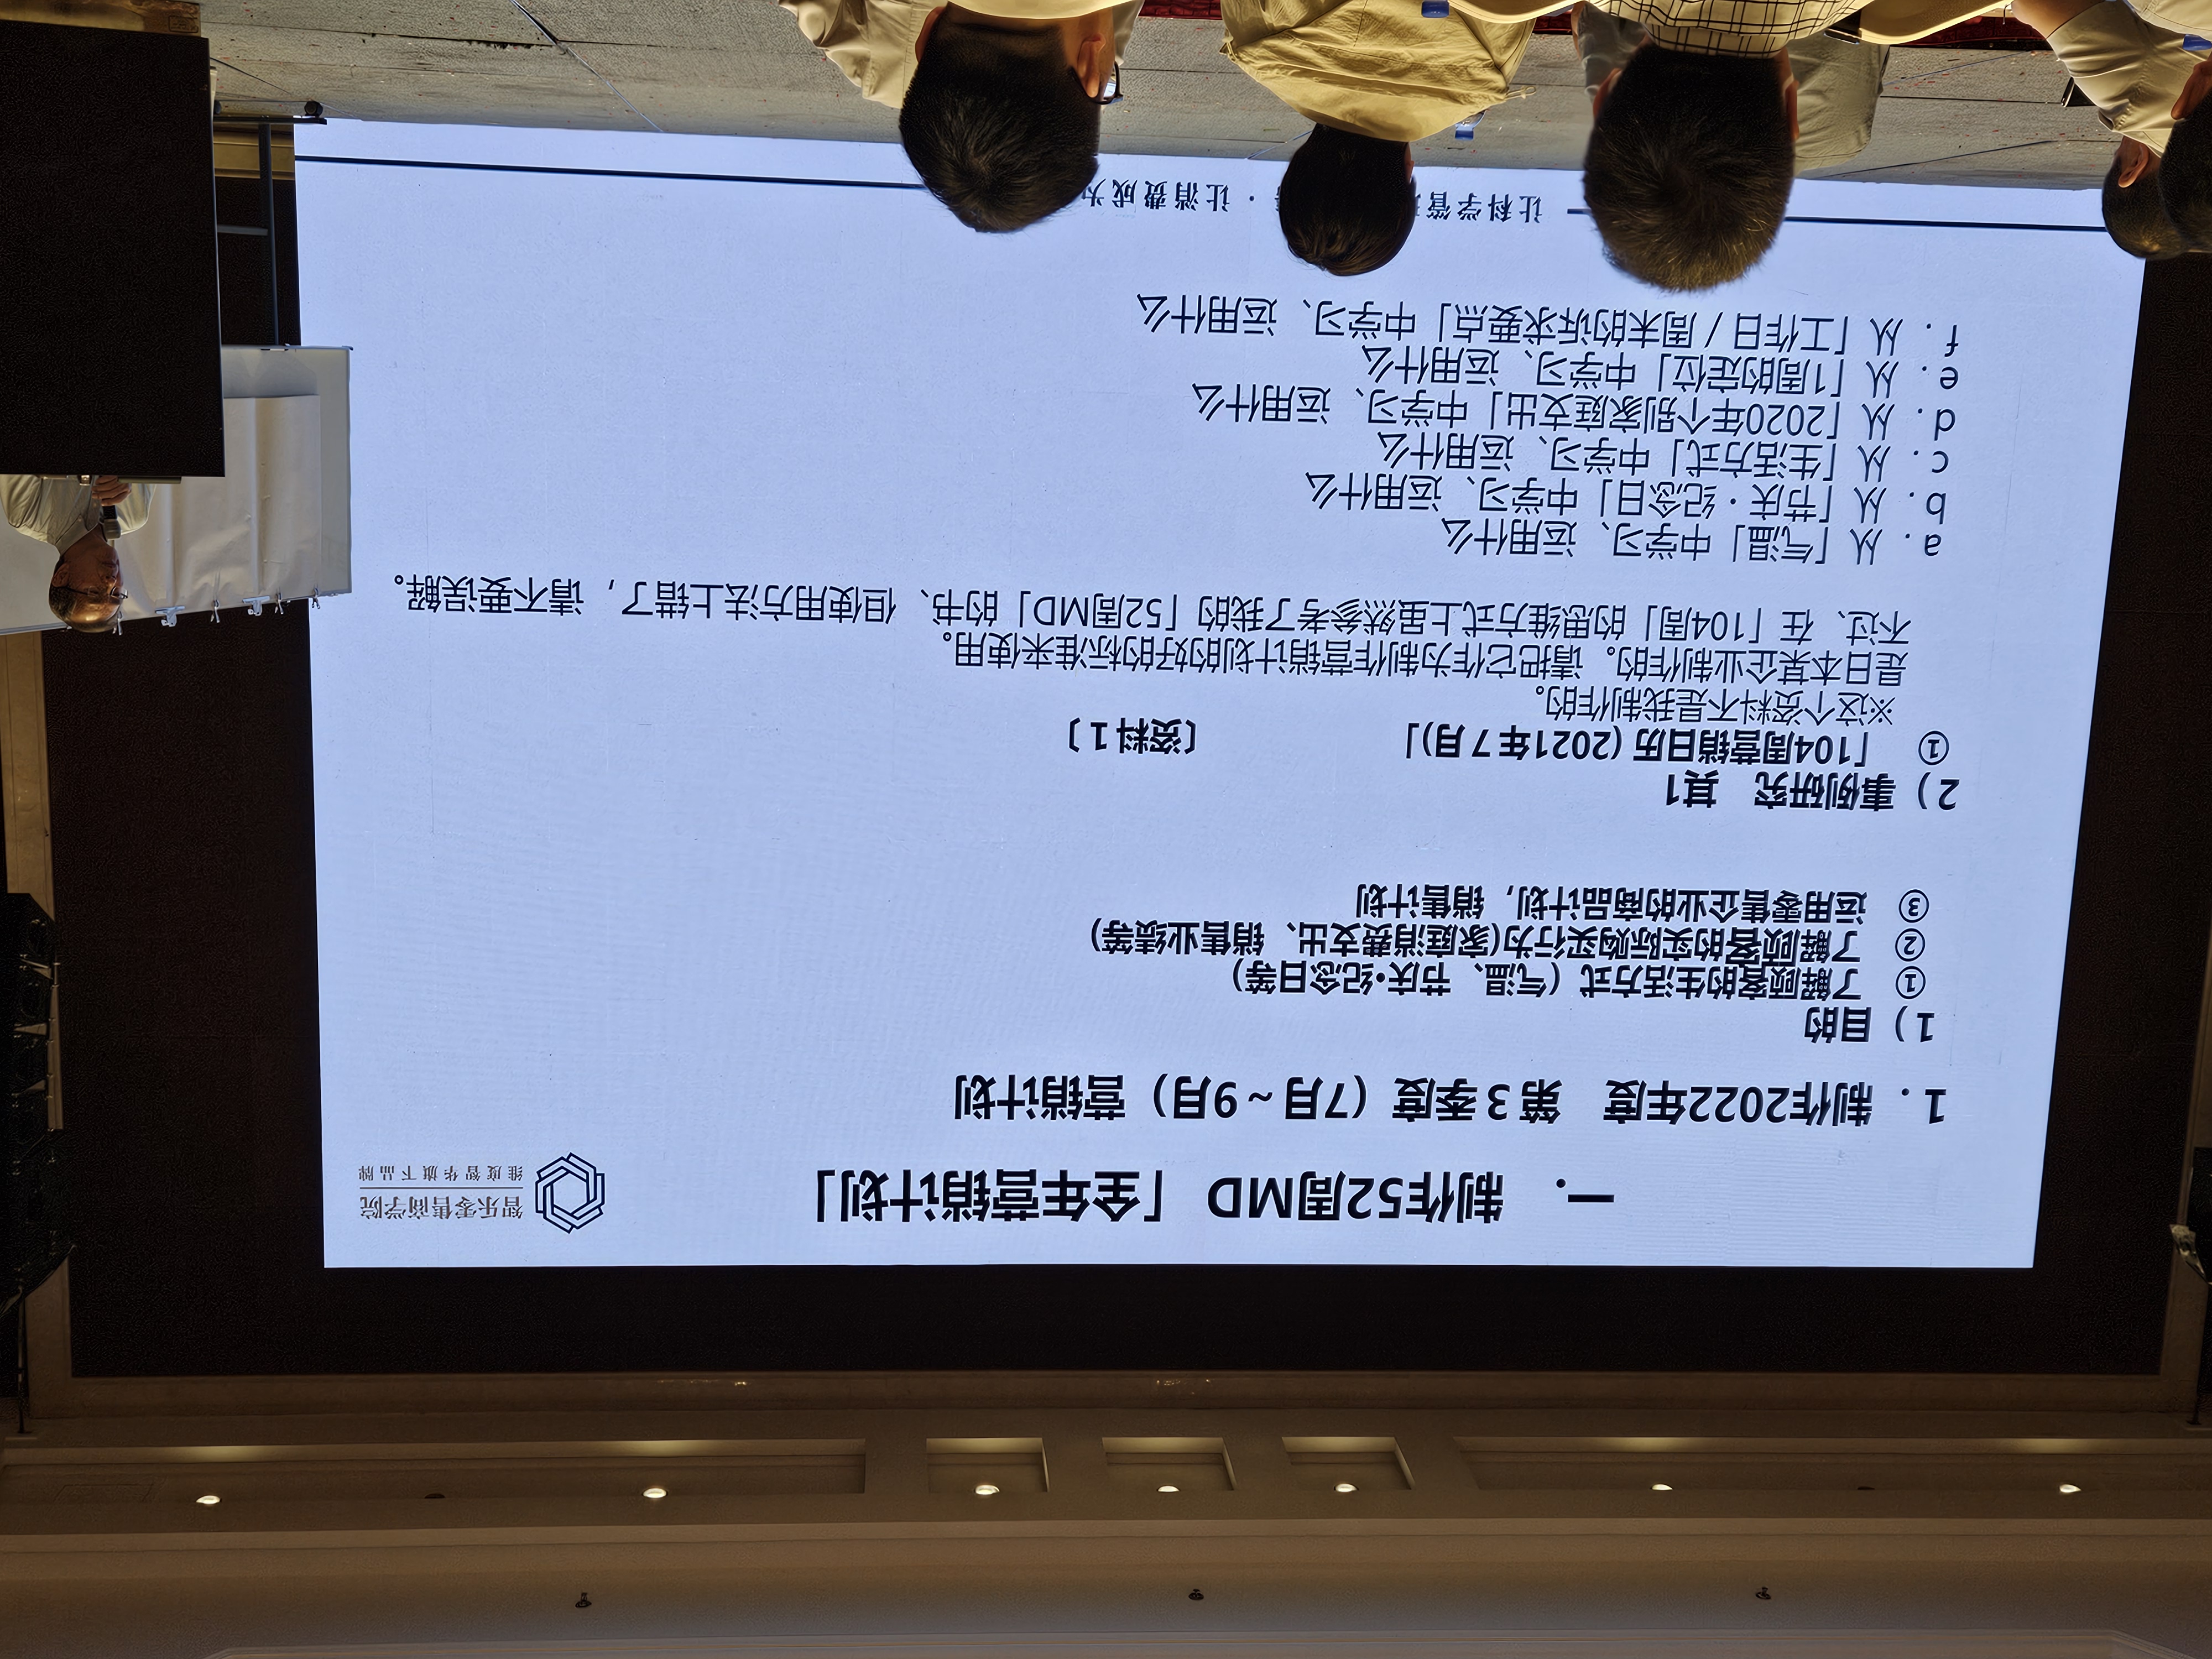 一. 制作52周MD 「全年营销计划」
智乐零售商学院
维度智华旗下品牌
1. 制作2022年度 第3季度（7月～9月）营销计划
1）目的
① 了解顾客的生活方式（气温、节庆•纪念日等）
② 了解顾客的实际购买行为(家庭消费支出、销售业绩等)
③ 运用零售企业的商品计划，销售计划
2）事例研究 其1
① 「104周营销日历 (2021年7月)」 〔资料1〕
※这个资料不是我制作的。
是日本某企业制作的。请把它作为制作营销计划的好的标准来使用。
不过、在「104周」的思维方式上虽然参考了我的「52周MD」的书、但使用方法上错了，请不要误解。
a．从「气温」中学习、运用什么
b．从「节庆・纪念日」中学习、运用什么
c．从「生活方式」中学习、运用什么
d．从「2020年个别家庭支出」中学习、运用什么
e．从「1周的定位」中学习、运用什么
f．从「工作日 / 周末的诉求要点」中学习、运用什么
让科学管 · 让消费成为